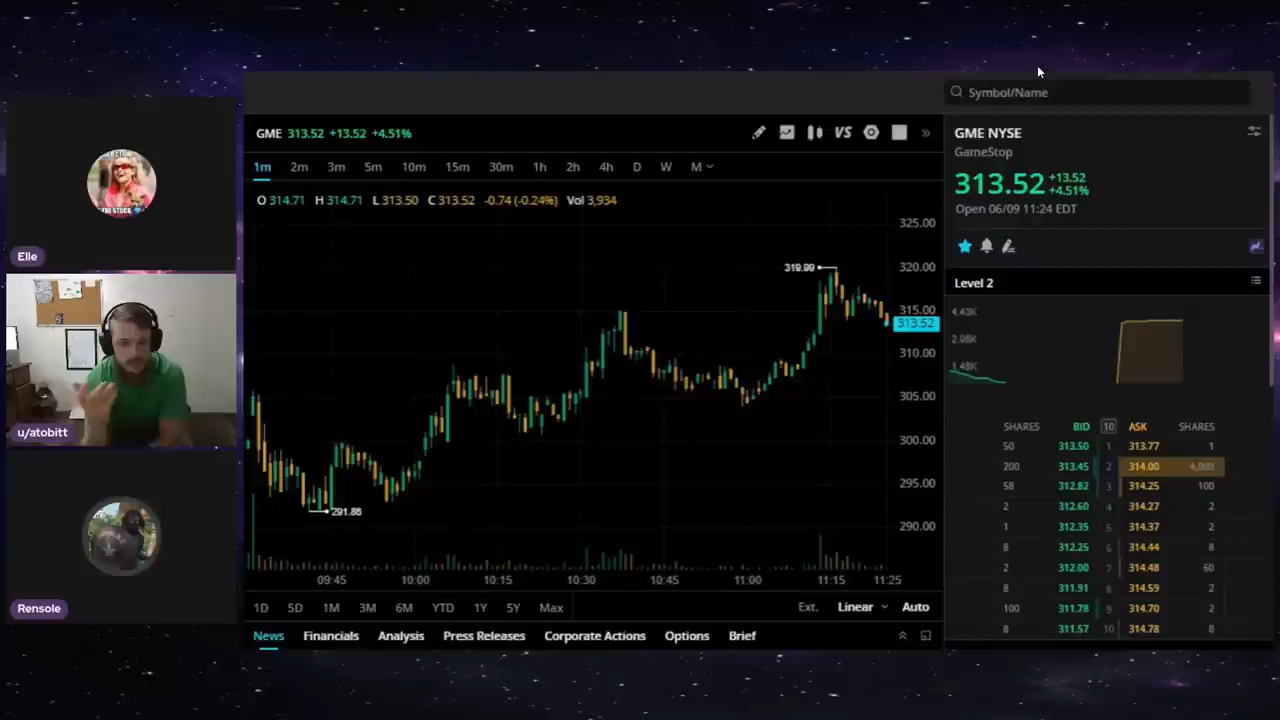 Elle
u/atobitt
Rensole
THE STOCK
Symbol/Name
GME 313.52 +13.52 +4.51%
VS
1m 2m 3m 5m 10m 15m 30m 1h 2h 4h D W M
O 314.71 H 314.71 L 313.50 C 313.52 -0.74 (-0.24%) Vol 3,934
325.00
320.00
315.00
313.52
310.00
305.00
300.00
295.00
290.00
319.99
291.86
09:45 10:00 10:15 10:30 10:45 11:00 11:15 11:25
1D 5D 1M 3M 6M YTD 1Y 5Y Max Ext. Linear Auto
News Financials Analysis Press Releases Corporate Actions Options Brief
GME NYSE
GameStop
313.52 +13.52 +4.51%
Open 06/09 11:24 EDT
Level 2
4.43K
2.96K
1.48K
SHARES BID 10 ASK SHARES
50 313.50 1 313.77 1
200 313.45 2 314.00 4,000
58 312.82 3 314.25 100
2 312.60 4 314.27 2
1 312.35 5 314.37 2
8 312.25 6 314.44 8
2 312.00 7 314.48 60
8 311.91 8 314.59 2
100 311.78 9 314.70 2
8 311.57 10 314.78 8